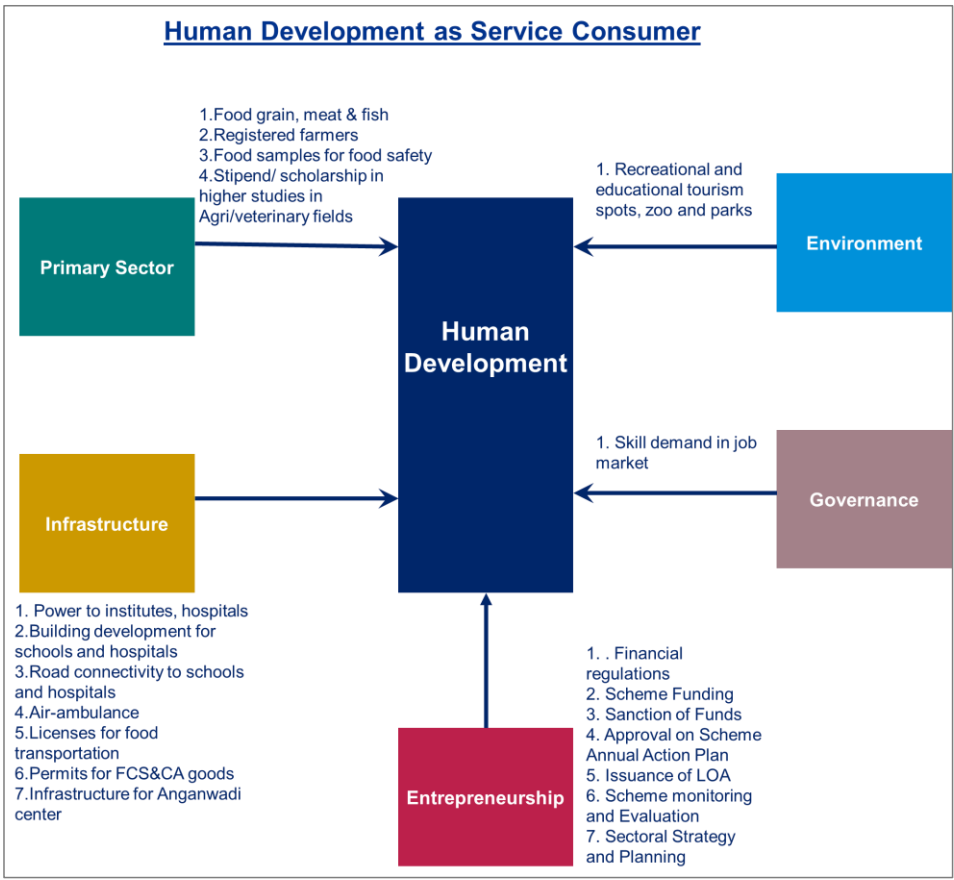 Human Development as Service Consumer
1.Food grain, meat & fish
2.Registered farmers
3.Food samples for food safety
4.Stipend/ scholarship in
higher studies in
Agri/veterinary fields
1. Recreational and
educational tourism
spots, zoo and parks
Primary Sector
Environment
Human
Development
1. Skill demand in job
market
Infrastructure
Governance
1. Power to institutes, hospitals
2.Building development for
schools and hospitals
3.Road connectivity to schools
and hospitals
4.Air-ambulance
5.Licenses for food
transportation
6.Permits for FCS&CA goods
7.Infrastructure for Anganwadi
center
Entrepreneurship
1. . Financial
regulations
2. Scheme Funding
3. Sanction of Funds
4. Approval on Scheme
Annual Action Plan
5. Issuance of LOA
6. Scheme monitoring
and Evaluation
7. Sectoral Strategy
and Planning